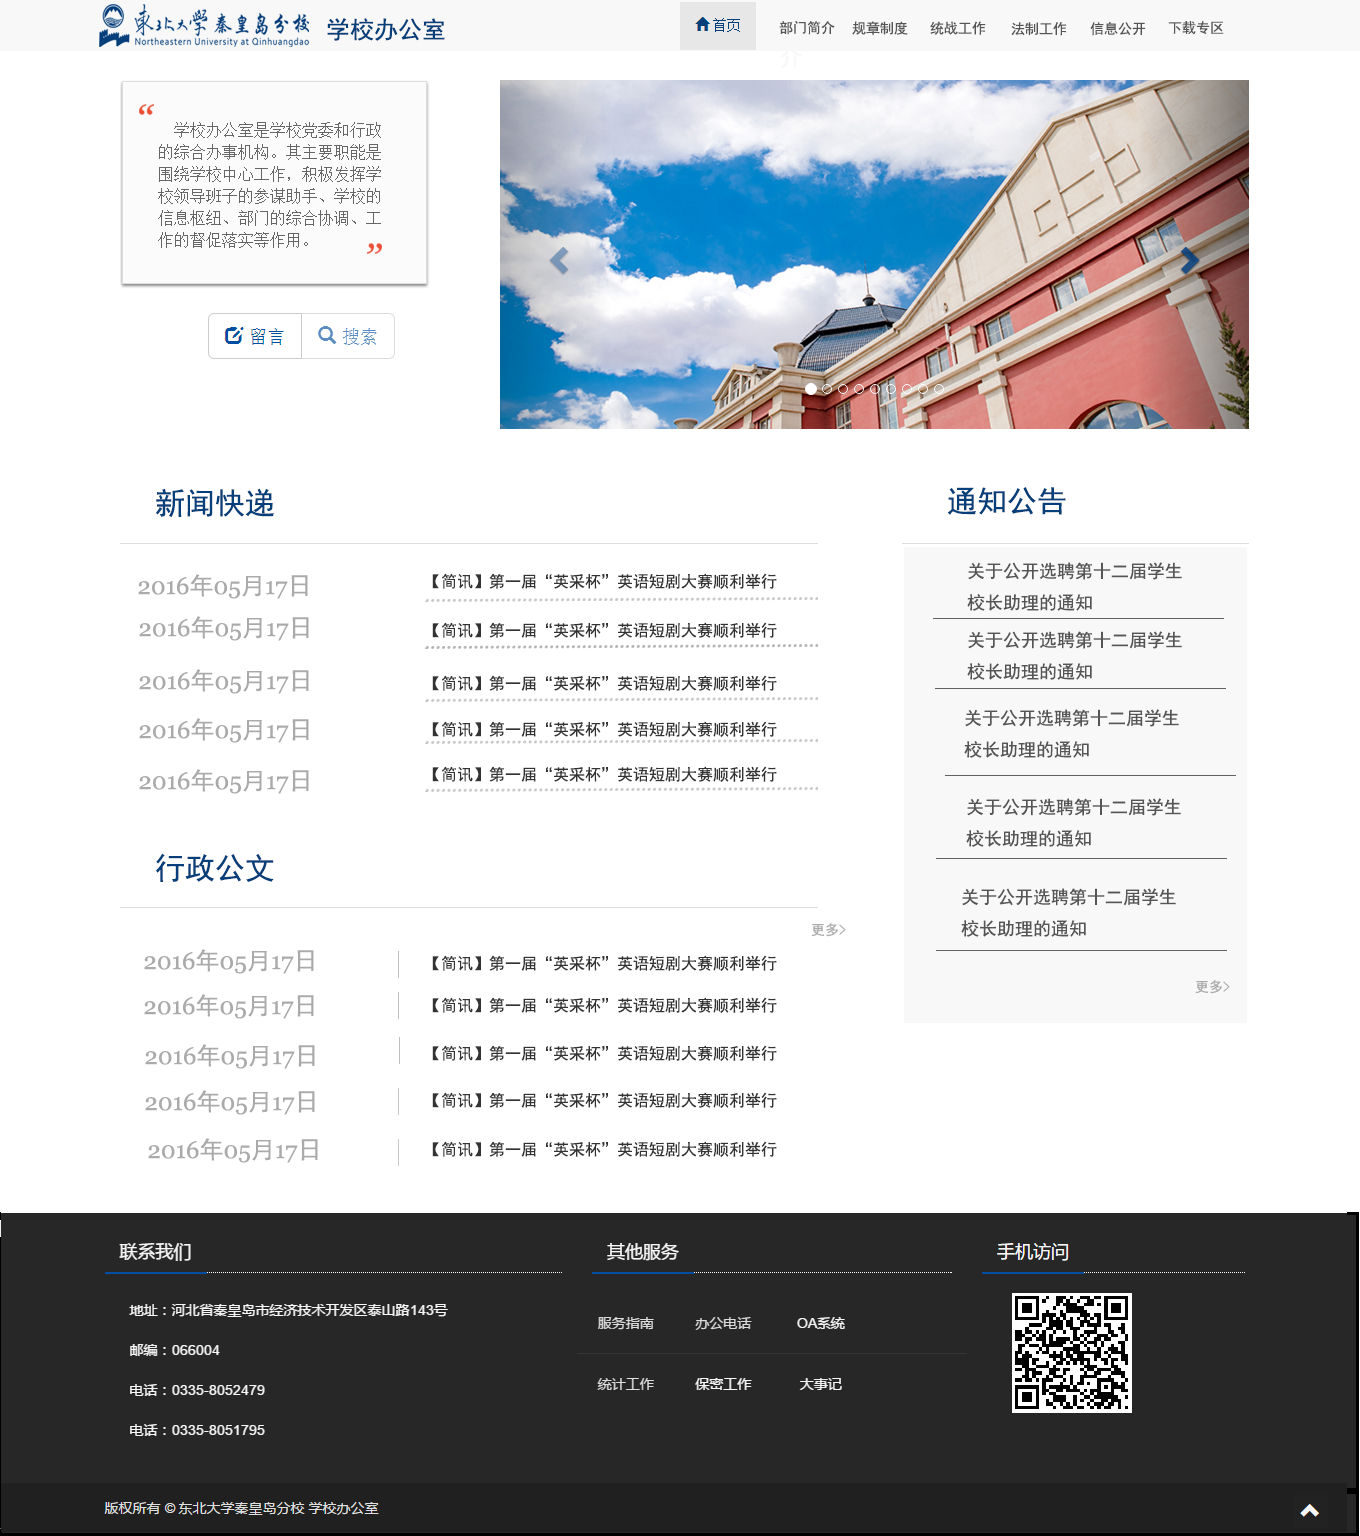 东北大学秦皇岛分校
Northeastern University at Qinhuangdao
学校办公室
首页 部门简介 规章制度 统战工作 法制工作 信息公开 下载专区
介
“
学校办公室是学校党委和行政
的综合办事机构。其主要职能是
围绕学校中心工作，积极发挥学
校领导班子的参谋助手、学校的
信息枢纽、部门的综合协调、工
作的督促落实等作用。
”
留言 搜索
新闻快递
2016年05月17日 【简讯】第一届“英采杯”英语短剧大赛顺利举行
2016年05月17日 【简讯】第一届“英采杯”英语短剧大赛顺利举行
2016年05月17日 【简讯】第一届“英采杯”英语短剧大赛顺利举行
2016年05月17日 【简讯】第一届“英采杯”英语短剧大赛顺利举行
2016年05月17日 【简讯】第一届“英采杯”英语短剧大赛顺利举行
通知公告
关于公开选聘第十二届学生
校长助理的通知
关于公开选聘第十二届学生
校长助理的通知
关于公开选聘第十二届学生
校长助理的通知
关于公开选聘第十二届学生
校长助理的通知
关于公开选聘第十二届学生
校长助理的通知
更多>
行政公文
更多>
2016年05月17日 【简讯】第一届“英采杯”英语短剧大赛顺利举行
2016年05月17日 【简讯】第一届“英采杯”英语短剧大赛顺利举行
2016年05月17日 【简讯】第一届“英采杯”英语短剧大赛顺利举行
2016年05月17日 【简讯】第一届“英采杯”英语短剧大赛顺利举行
2016年05月17日 【简讯】第一届“英采杯”英语短剧大赛顺利举行
联系我们
地址：河北省秦皇岛市经济技术开发区泰山路143号
邮编：066004
电话：0335-8052479
电话：0335-8051795
其他服务
服务指南 办公电话 OA系统
统计工作 保密工作 大事记
手机访问
版权所有 © 东北大学秦皇岛分校 学校办公室